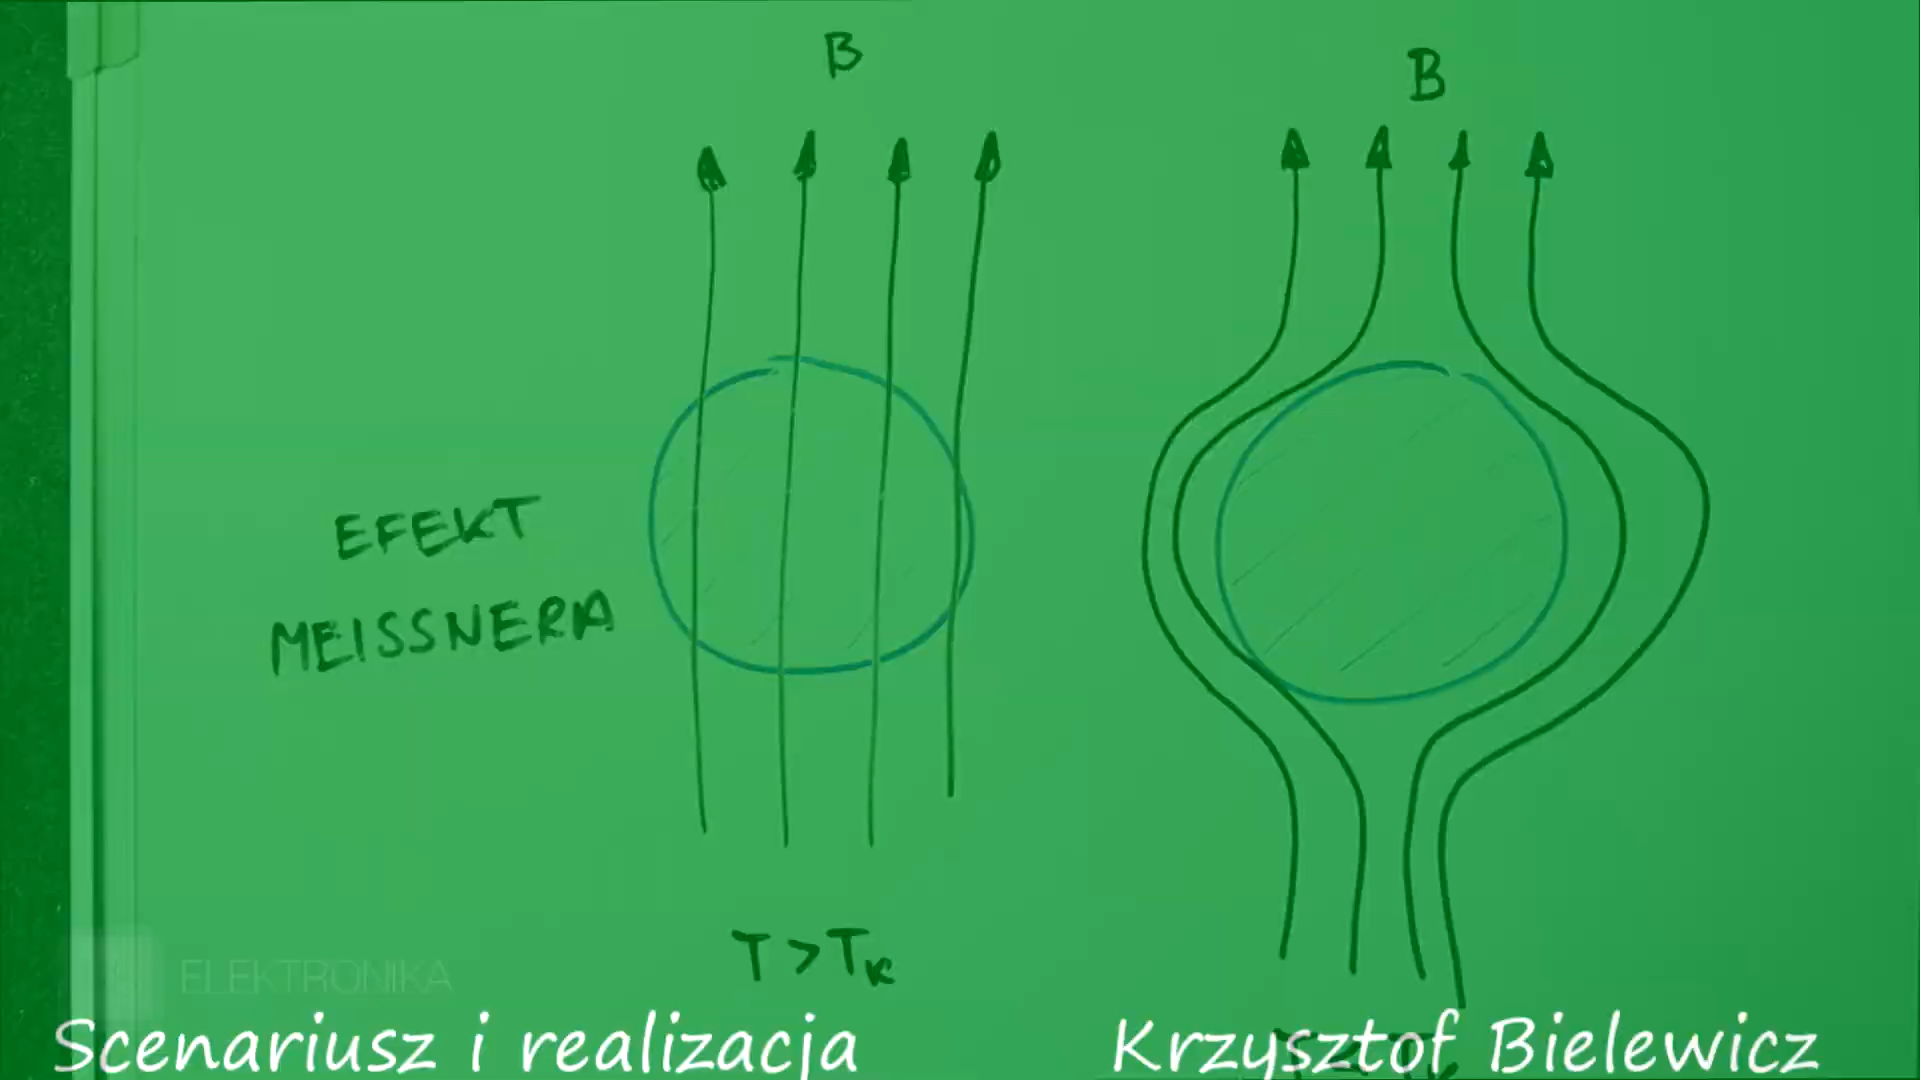 B
B
EFEKT
MEISSNERA
T > Tk
ELEKTRONIKA
Scenariusz i realizacja
Krzysztof Bielewicz